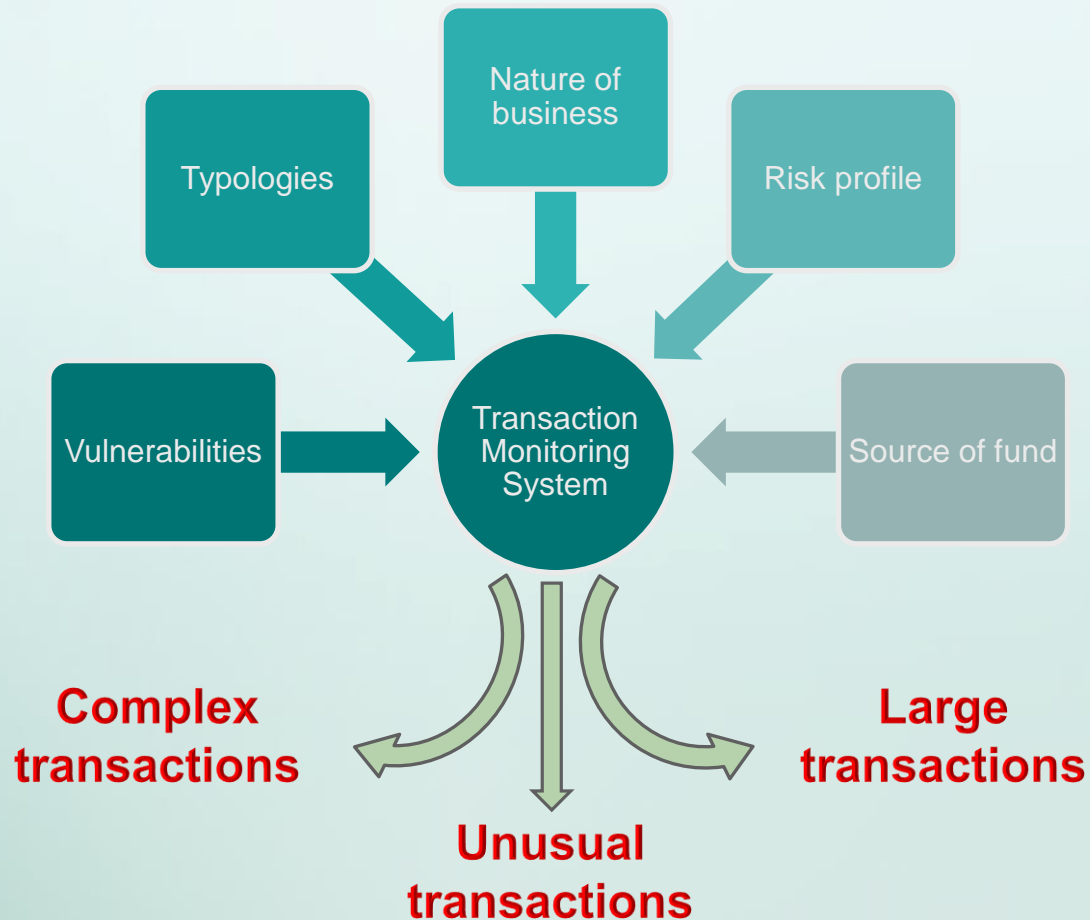 Nature of
business
Typologies
Risk profile
Vulnerabilities
Transaction
Monitoring
System
Source of fund
Complex
transactions
Large
transactions
Unusual
transactions